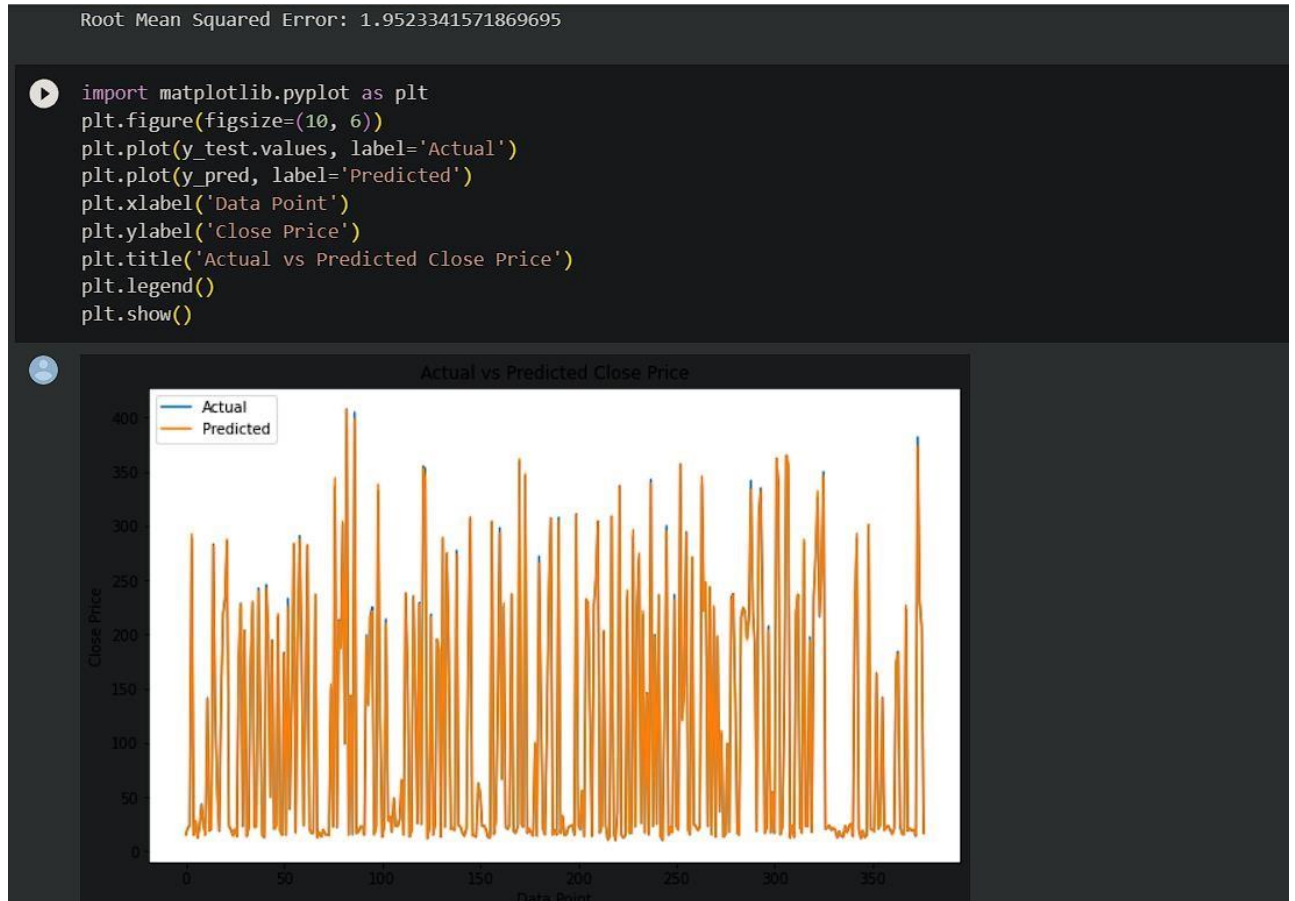 Root Mean Squared Error: 1.9523341571869695
import matplotlib.pyplot as plt
plt.figure(figsize=(10, 6))
plt.plot(y_test.values, label='Actual')
plt.plot(y_pred, label='Predicted')
plt.xlabel('Data Point')
plt.ylabel('Close Price')
plt.title('Actual vs Predicted Close Price')
plt.legend()
plt.show()
Actual vs Predicted Close Price
Actual
Predicted
400
350
300
250
200
150
100
50
0
Close Price
0 50 100 150 200 250 300 350
Data Point